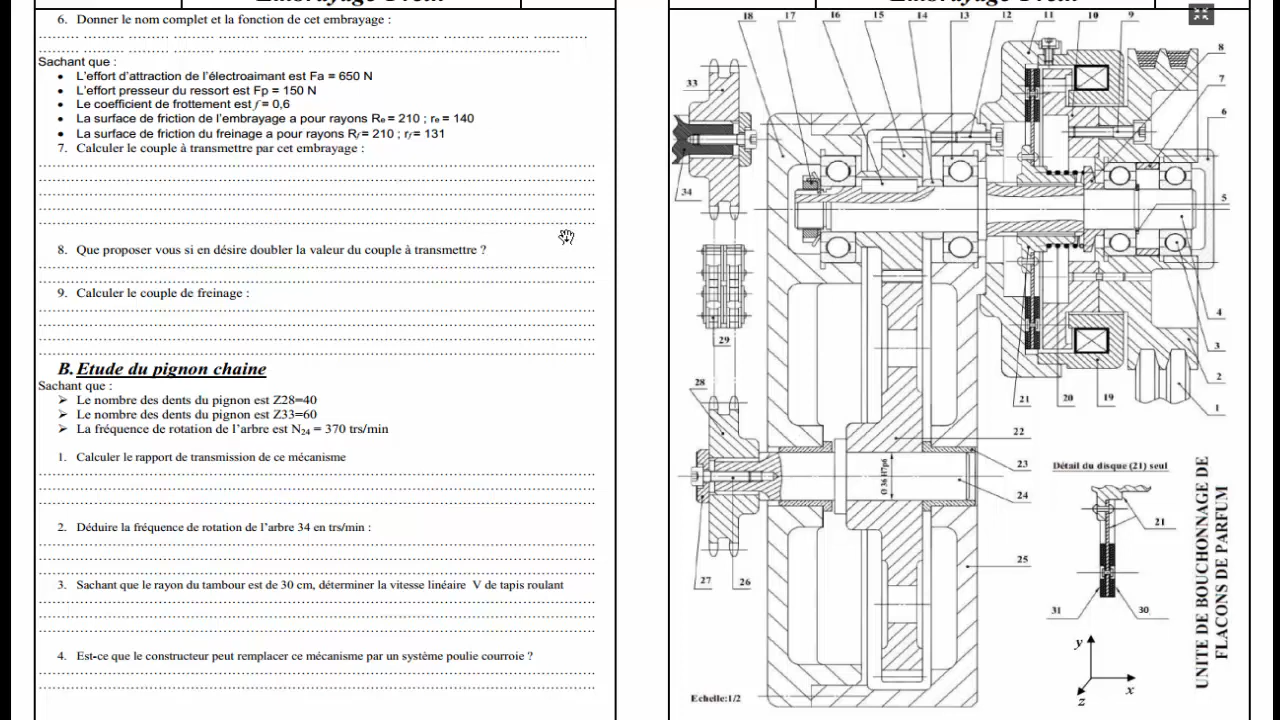 6. Donner le nom complet et la fonction de cet embrayage :
Sachant que :
• L'effort d'attraction de l'électroaimant est Fa = 650 N
• L'effort presseur du ressort est Fp = 150 N
• Le coefficient de frottement est f = 0,6
• La surface de friction de l'embrayage a pour rayons Re = 210 ; re = 140
• La surface de friction du freinage a pour rayons Rf = 210 ; rf = 131
7. Calculer le couple à transmettre par cet embrayage :
8. Que proposer vous si en désire doubler la valeur du couple à transmettre ?
9. Calculer le couple de freinage :
B. Etude du pignon chaine
Sachant que :
➢ Le nombre des dents du pignon est Z28=40
➢ Le nombre des dents du pignon est Z33=60
➢ La fréquence de rotation de l'arbre est N24 = 370 trs/min
1. Calculer le rapport de transmission de ce mécanisme
2. Déduire la fréquence de rotation de l'arbre 34 en trs/min :
3. Sachant que le rayon du tambour est de 30 cm, déterminer la vitesse linéaire V de tapis roulant
4. Est-ce que le constructeur peut remplacer ce mécanisme par un système poulie courroie ?
18 17 16 15 14 13 12 11 10 9
8
7
6
5
4
3
2
1
33
34
29
28
27 26
21 20 19
22
23
24
25
Ø 36 H7p6
Détail du disque (21) seul
21
31 30
y
x
z
Echelle:1/2
UNITE DE BOUCHONNAGE DE
FLACONS DE PARFUM